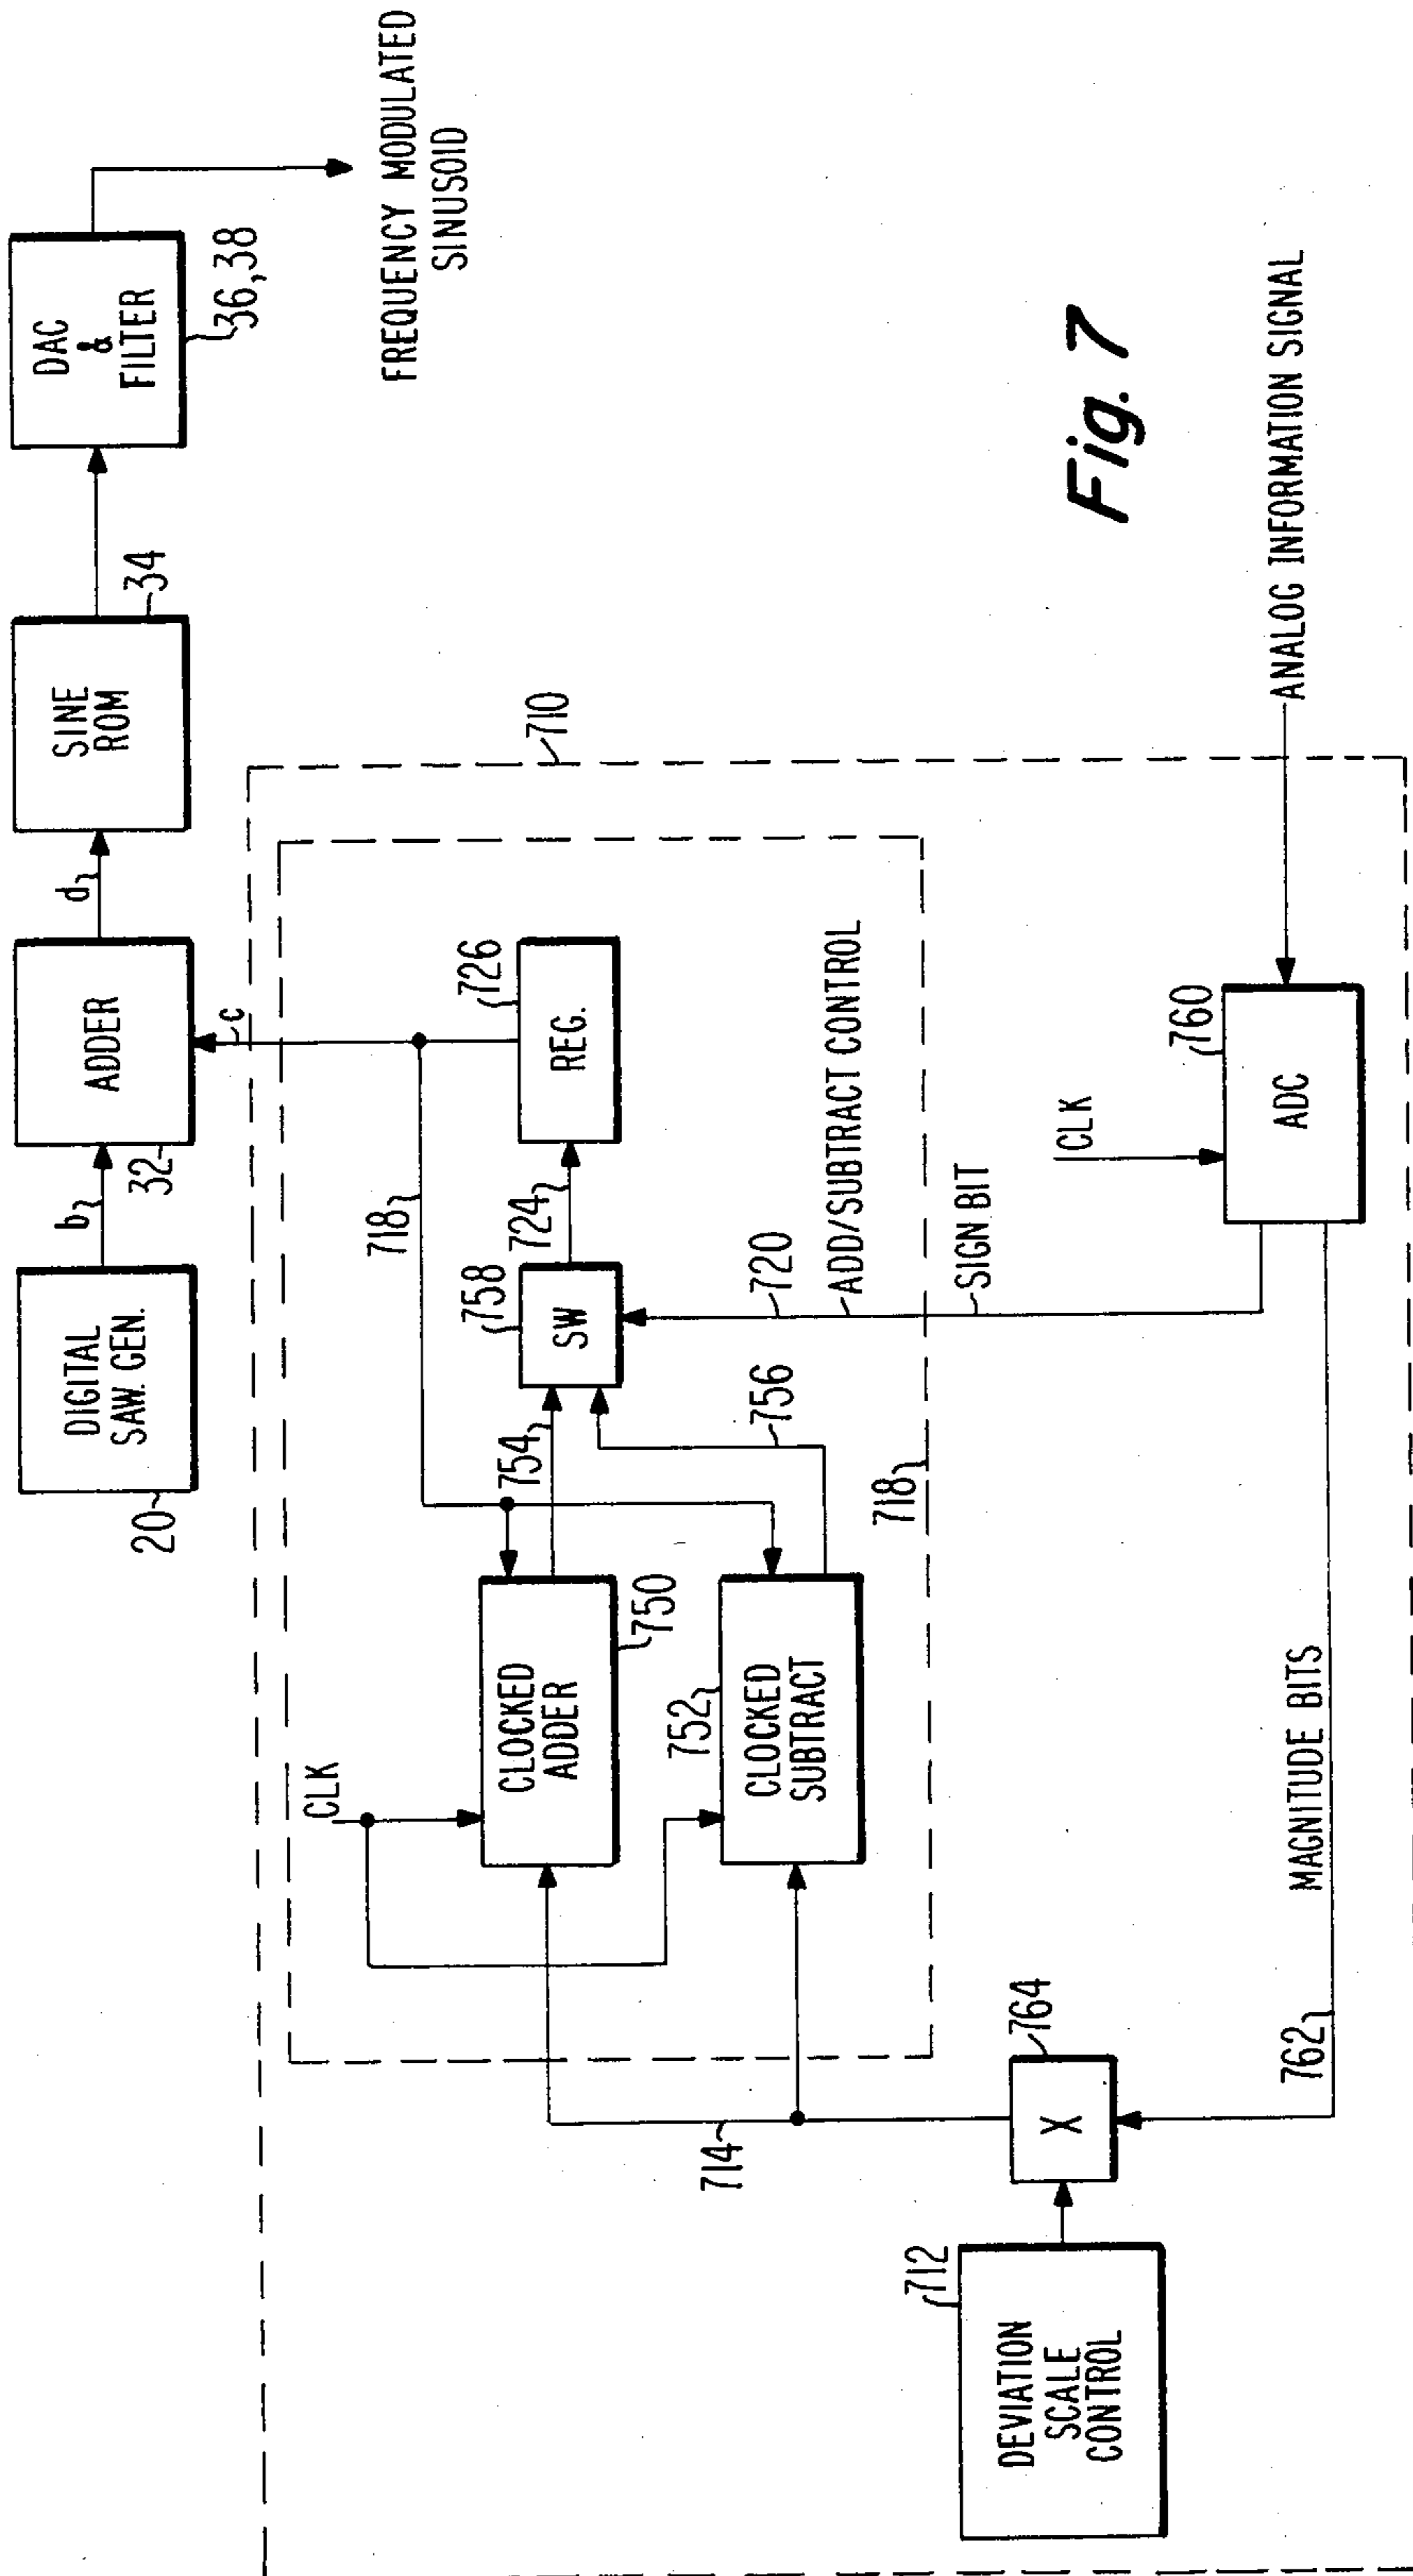 DIGITAL
SAW. GEN.
20
b
ADDER
32
d
SINE
ROM
34
DAC
&
FILTER
36,38
FREQUENCY MODULATED
SINUSOID
c
710
CLK
718
CLOCKED
ADDER
750
754
758
SW
724
726
REG.
752
CLOCKED
SUBTRACT
756
720
ADD/SUBTRACT CONTROL
718
SIGN BIT
714
764
X
712
DEVIATION
SCALE
CONTROL
762
MAGNITUDE BITS
CLK
760
ADC
ANALOG INFORMATION SIGNAL
Fig. 7